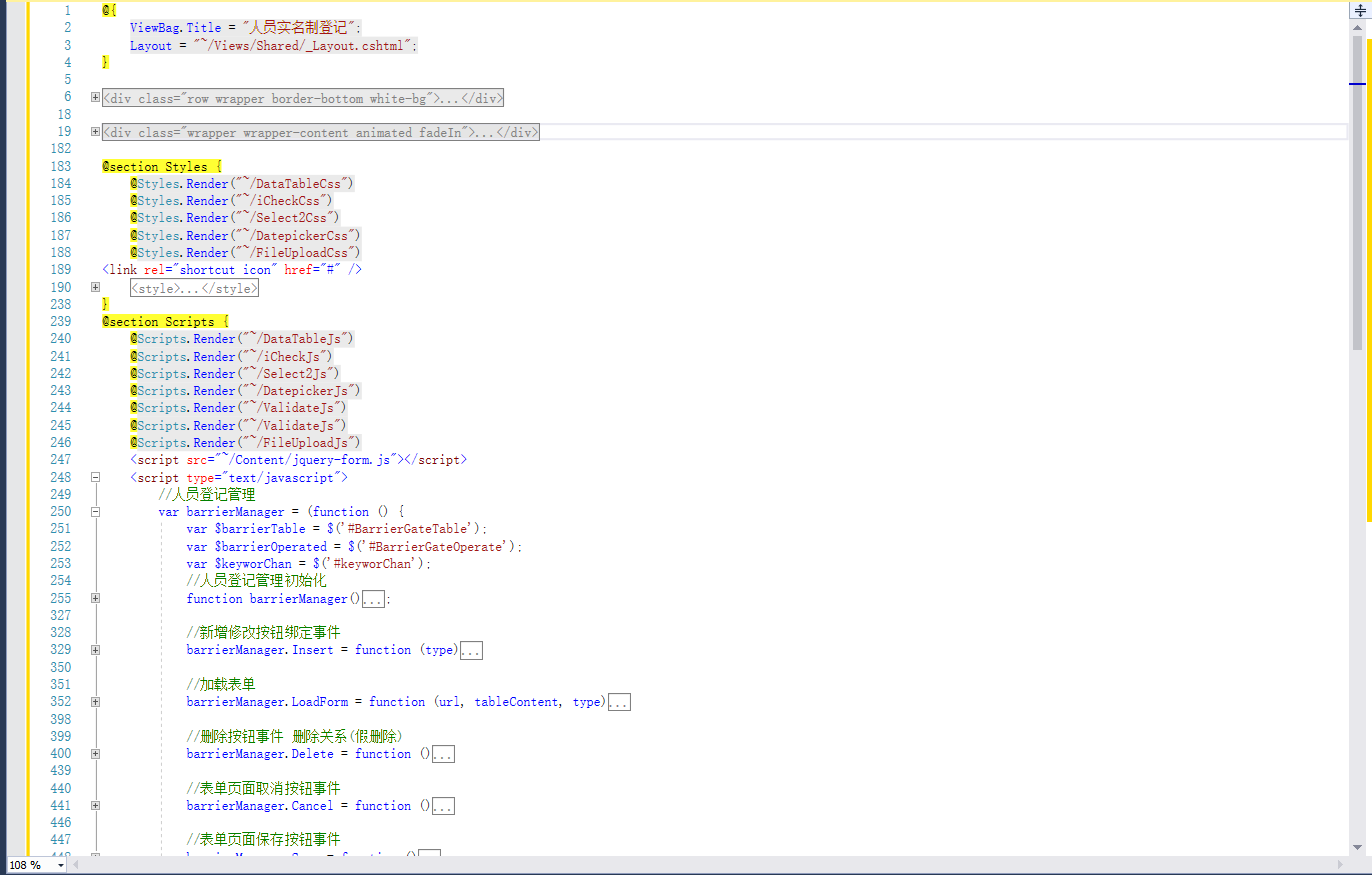 1 @{
2 ViewBag.Title = "人员实名制登记";
3 Layout = "~/Views/Shared/_Layout.cshtml";
4 }
5
6 <div class="row wrapper border-bottom white-bg">...</div>
18
19 <div class="wrapper wrapper-content animated fadeIn">...</div>
182
183 @section Styles {
184 @Styles.Render("~/DataTableCss")
185 @Styles.Render("~/iCheckCss")
186 @Styles.Render("~/Select2Css")
187 @Styles.Render("~/DatepickerCss")
188 @Styles.Render("~/FileUploadCss")
189 <link rel="shortcut icon" href="#" />
190 <style>...</style>
238 }
239 @section Scripts {
240 @Scripts.Render("~/DataTableJs")
241 @Scripts.Render("~/iCheckJs")
242 @Scripts.Render("~/Select2Js")
243 @Scripts.Render("~/DatepickerJs")
244 @Scripts.Render("~/ValidateJs")
245 @Scripts.Render("~/ValidateJs")
246 @Scripts.Render("~/FileUploadJs")
247 <script src="~/Content/jquery-form.js"></script>
248 <script type="text/javascript">
249 //人员登记管理
250 var barrierManager = (function () {
251 var $barrierTable = $('#BarrierGateTable');
252 var $barrierOperated = $('#BarrierGateOperate');
253 var $keyworChan = $('#keyworChan');
254 //人员登记管理初始化
255 function barrierManager()...;
327
328 //新增修改按钮绑定事件
329 barrierManager.Insert = function (type)...
350
351 //加载表单
352 barrierManager.LoadForm = function (url, tableContent, type)...
398
399 //删除按钮事件 删除关系(假删除)
400 barrierManager.Delete = function ()...
439
440 //表单页面取消按钮事件
441 barrierManager.Cancel = function ()...
446
447 //表单页面保存按钮事件
108 %